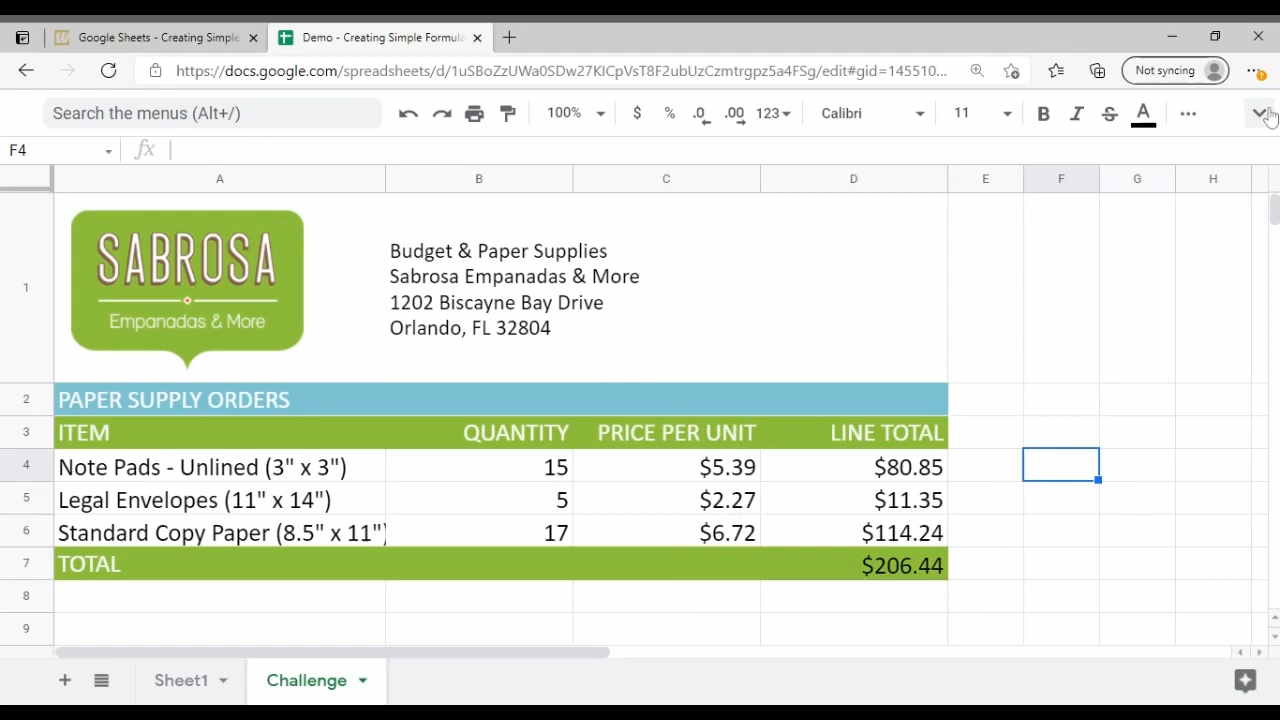 Google Sheets - Creating Simple
Demo - Creating Simple Formula
https://docs.google.com/spreadsheets/d/1uSBoZz1IWa0SDw27KICpVsT8F2ubUzCzmtrgpz5a4FSg/edit#gid=145510...
Not syncing
Search the menus (Alt+/)
100% $ % .0 .00 123 Calibri 11 B I S A
F4 fx
A B C D E F G H
SABROSA
Empanadas & More
Budget & Paper Supplies
Sabrosa Empanadas & More
1202 Biscayne Bay Drive
Orlando, FL 32804
1
2 PAPER SUPPLY ORDERS
3 ITEM QUANTITY PRICE PER UNIT LINE TOTAL
4 Note Pads - Unlined (3" x 3") 15 $5.39 $80.85
5 Legal Envelopes (11" x 14") 5 $2.27 $11.35
6 Standard Copy Paper (8.5" x 11") 17 $6.72 $114.24
7 TOTAL $206.44
8
9
Sheet1 Challenge